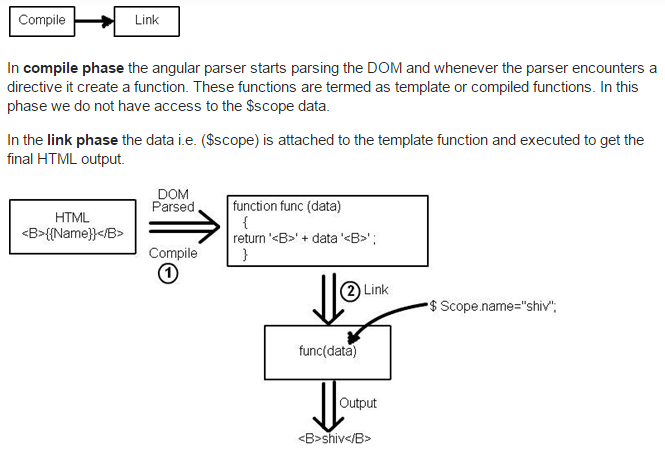 Compile
Link
In compile phase the angular parser starts parsing the DOM and whenever the parser encounters a
directive it create a function. These functions are termed as template or compiled functions. In this
phase we do not have access to the $scope data.
In the link phase the data i.e. ($scope) is attached to the template function and executed to get the
final HTML output.
HTML
<B>{{Name}}</B>
DOM
Parsed
Compile
1
function func (data)
{
return '<B>' + data '<B>' ;
}
2 Link
$ Scope.name="shiv";
func(data)
Output
<B>shiv</B>